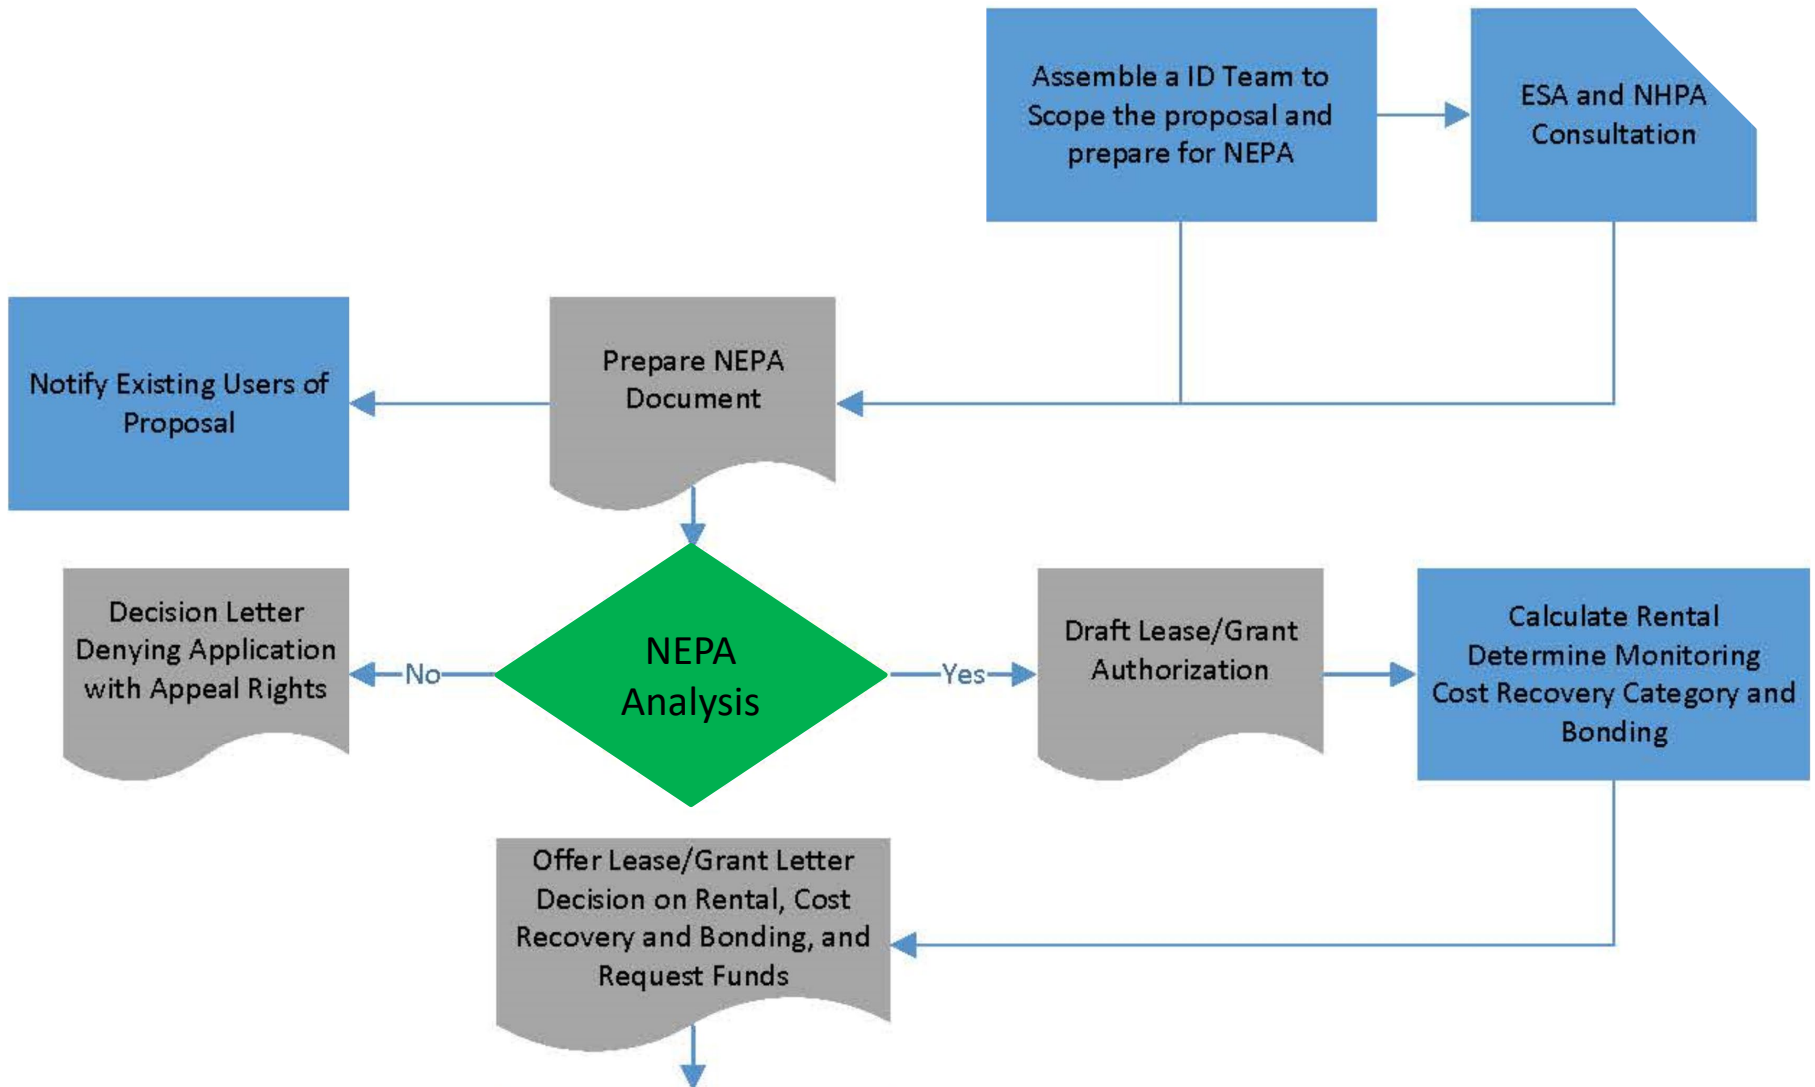 Assemble a ID Team to
Scope the proposal and
prepare for NEPA
ESA and NHPA
Consultation
Notify Existing Users of
Proposal
Prepare NEPA
Document
Decision Letter
Denying Application
with Appeal Rights
No
NEPA
Analysis
Yes
Draft Lease/Grant
Authorization
Calculate Rental
Determine Monitoring
Cost Recovery Category and
Bonding
Offer Lease/Grant Letter
Decision on Rental, Cost
Recovery and Bonding, and
Request Funds